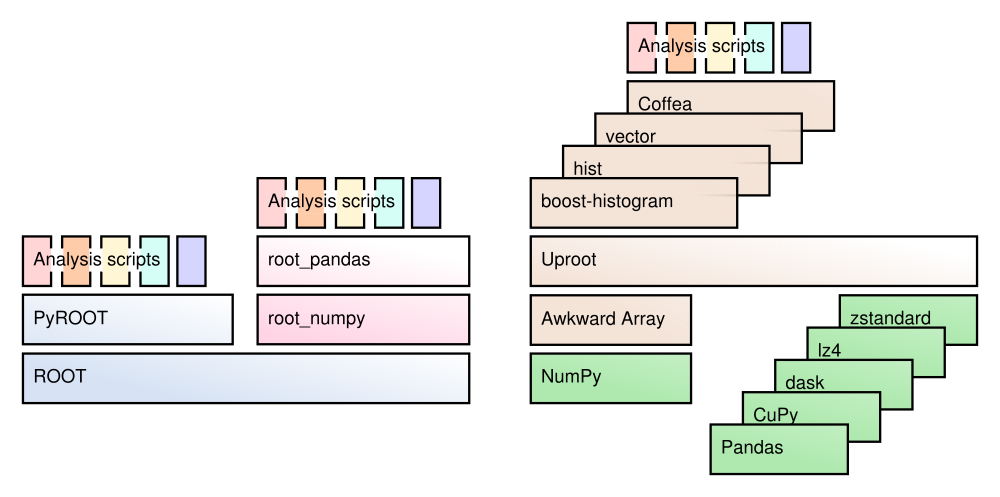 Analysis scripts
PyROOT
Analysis scripts
root_pandas
root_numpy
ROOT
Analysis scripts
Coffea
vector
hist
boost-histogram
Uproot
Awkward Array
NumPy
zstandard
lz4
dask
CuPy
Pandas